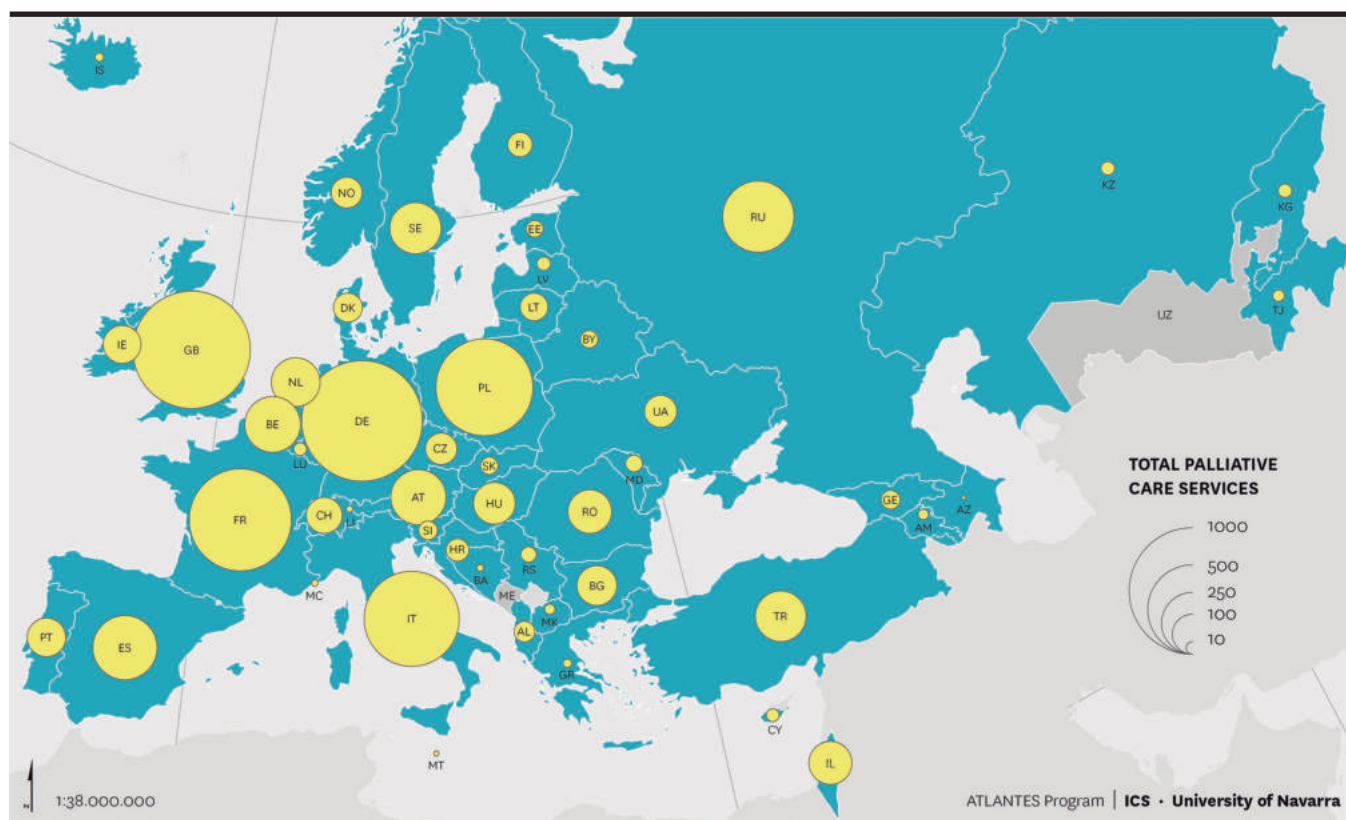 IS
FI
NO
SE
RU
KZ
KG
EE
LV
DK
LT
TJ
UZ
BY
IE
GB
NL
PL
BE
DE
UA
CZ
LU
SK
MD
AT
HU
FR
CH
LI
RO
GE
AZ
AM
SI
HR
RS
BA
MC
BG
ME
IT
MK
TR
AL
PT
ES
GR
CY
MT
IL
TOTAL PALLIATIVE
CARE SERVICES
1000
500
250
100
10
N
1:38.000.000
ATLANTES Program | ICS · University of Navarra